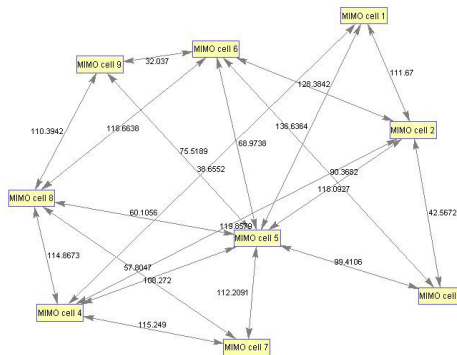 MIMO cell 1
MIMO cell 6
MIMO cell 9
32.037
128.3842
111.67
110.3942
118.6638
68.9738
136.6364
MIMO cell 2
75.5189
38.6552
90.3682
118.0927
MIMO cell 8
60.1056
42.5672
119.8579
MIMO cell 5
114.8673
57.8047
108.272
99.4106
112.2091
MIMO cell
MIMO cell 4
115.249
MIMO cell 7